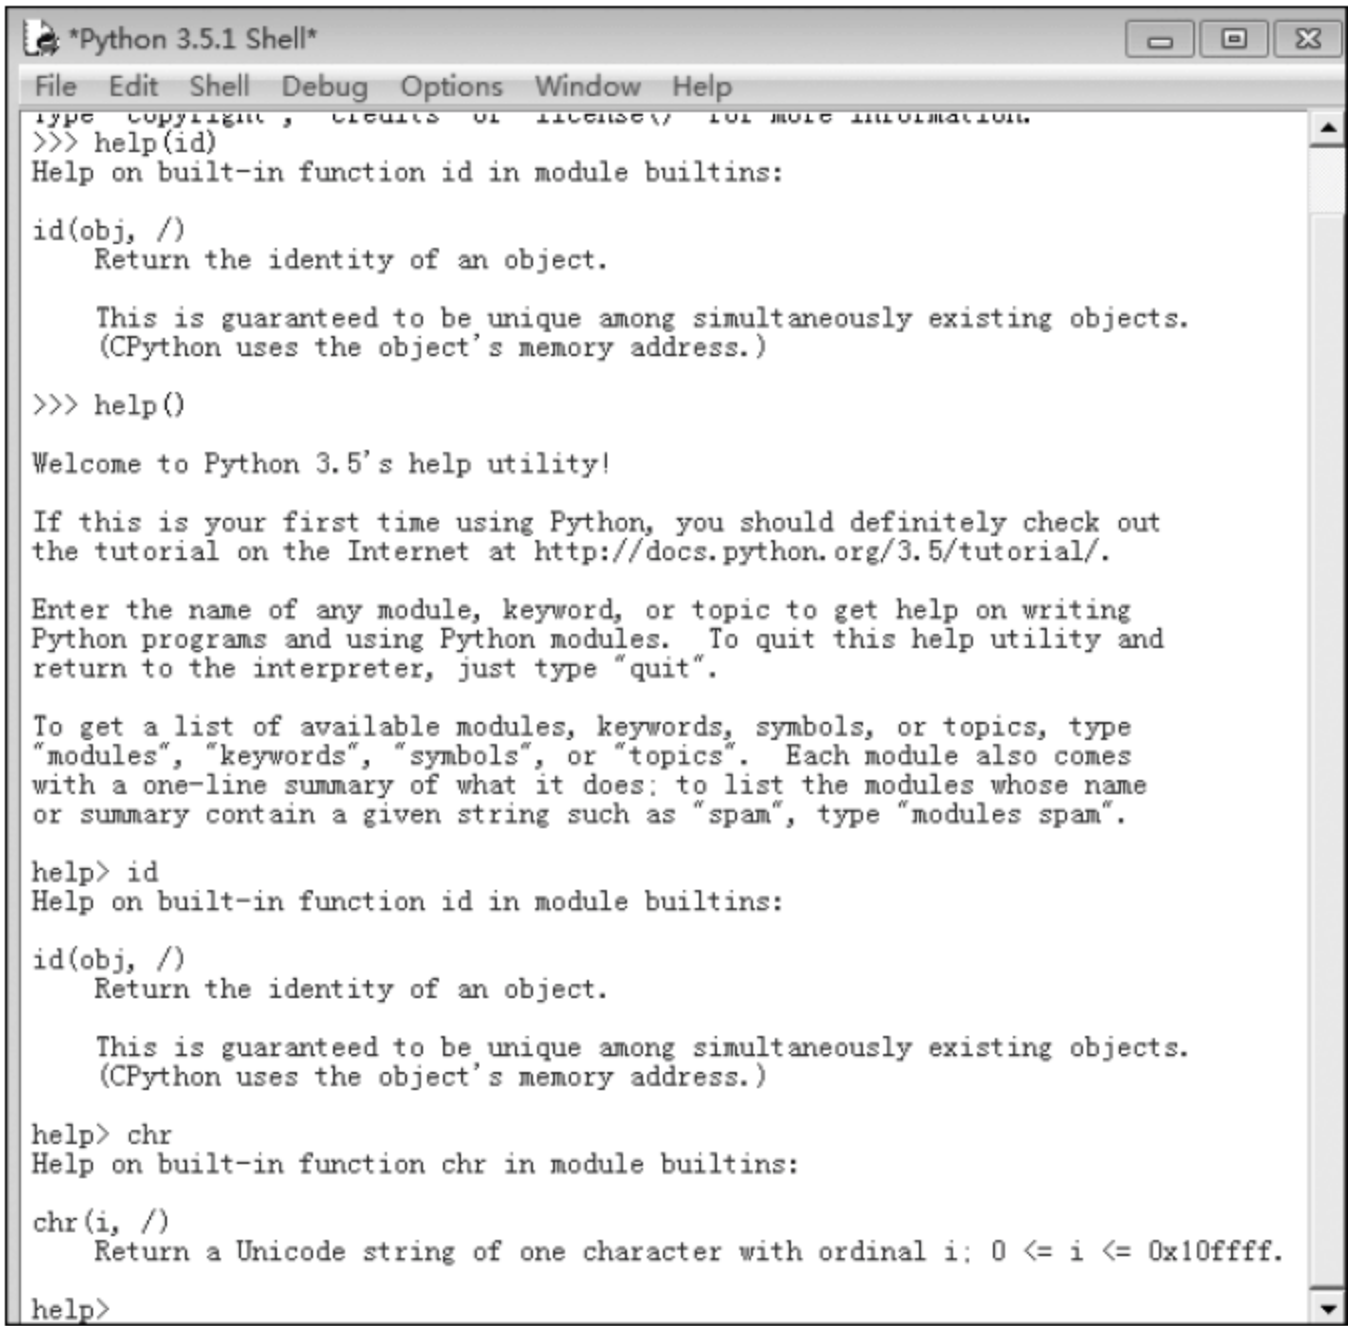 *Python 3.5.1 Shell*
File Edit Shell Debug Options Window Help
Type "copyright", "credits" or "license()" for more information.
>>> help(id)
Help on built-in function id in module builtins:

id(obj, /)
    Return the identity of an object.

    This is guaranteed to be unique among simultaneously existing objects.
    (CPython uses the object's memory address.)

>>> help()

Welcome to Python 3.5's help utility!

If this is your first time using Python, you should definitely check out
the tutorial on the Internet at http://docs.python.org/3.5/tutorial/.

Enter the name of any module, keyword, or topic to get help on writing
Python programs and using Python modules.  To quit this help utility and
return to the interpreter, just type "quit".

To get a list of available modules, keywords, symbols, or topics, type
"modules", "keywords", "symbols", or "topics".  Each module also comes
with a one-line summary of what it does; to list the modules whose name
or summary contain a given string such as "spam", type "modules spam".

help> id
Help on built-in function id in module builtins:

id(obj, /)
    Return the identity of an object.

    This is guaranteed to be unique among simultaneously existing objects.
    (CPython uses the object's memory address.)

help> chr
Help on built-in function chr in module builtins:

chr(i, /)
    Return a Unicode string of one character with ordinal i; 0 <= i <= 0x10ffff.

help>